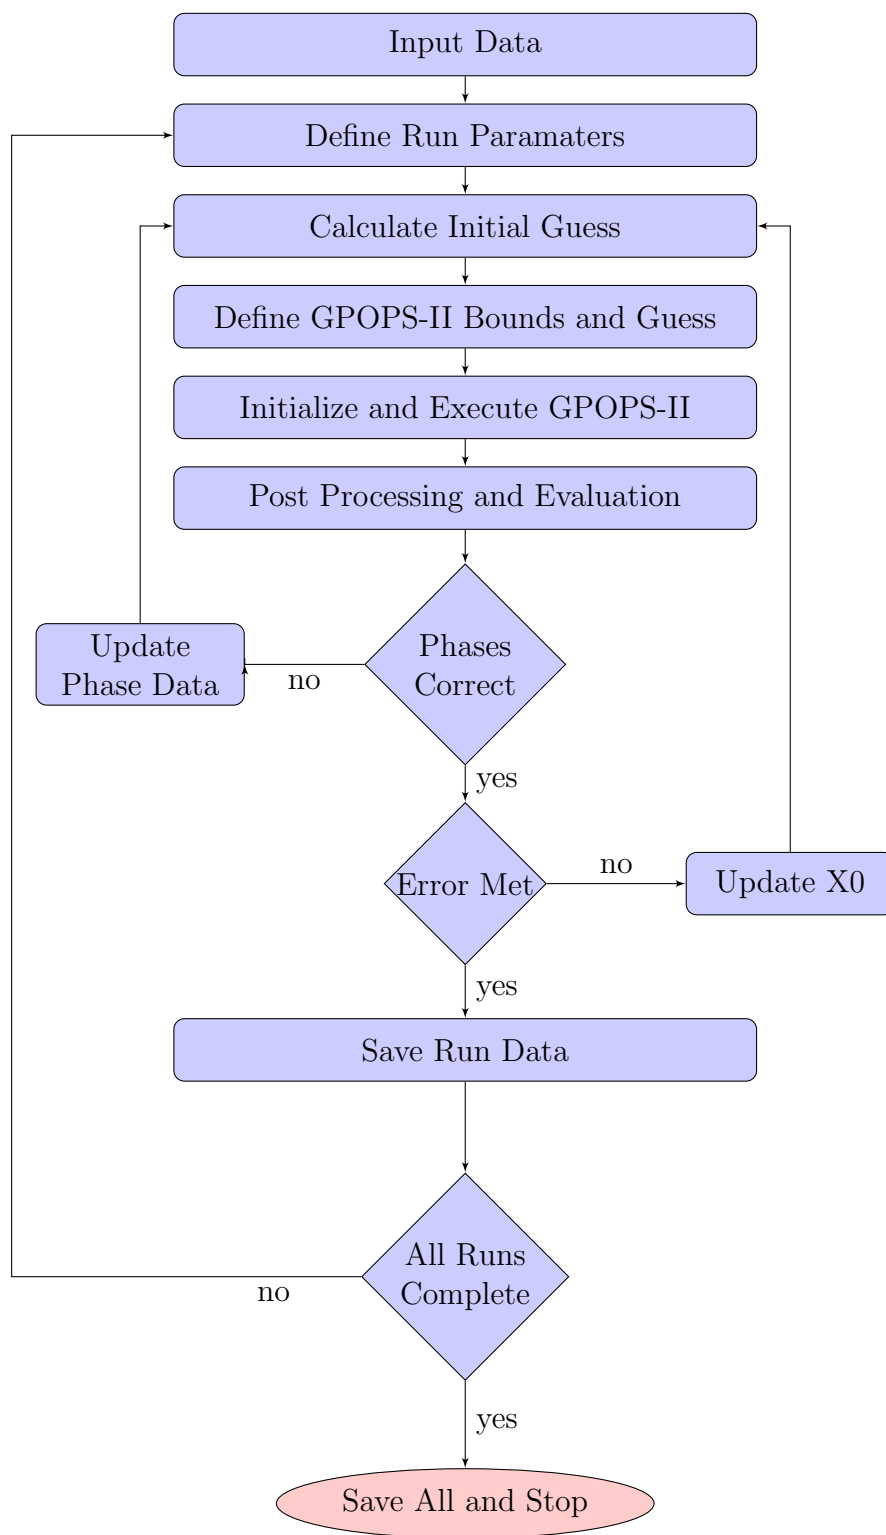 Input Data
Define Run Paramaters
Calculate Initial Guess
Define GPOPS-II Bounds and Guess
Initialize and Execute GPOPS-II
Post Processing and Evaluation
Update
Phase Data
no
Phases
Correct
yes
Error Met
no
Update X0
yes
Save Run Data
All Runs
Complete
no
yes
Save All and Stop